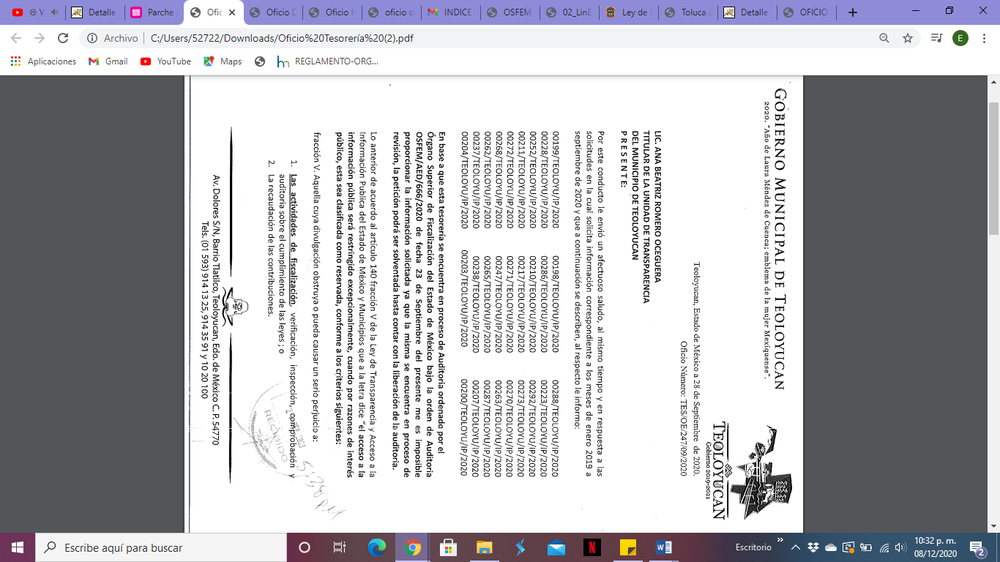 Ⓦ V
Detalle
Parche
Ofic
Oficio D
Oficio Id
oficio o
INDICE
OSFEM
02_LinE
Ley de
Toluca
Detalle
OFICIO
Archivo C:/Users/52722/Downloads/Oficio%20Tesorería%20(2).pdf
E
Aplicaciones Gmail YouTube Maps REGLAMENTO-ORG...
GOBIERNO MUNICIPAL DE TEOLOYUCAN
2020. “Año de Laura Méndez de Cuenca; emblema de la mujer Mexiquense”.
TEOLOYUCAN
Gobierno 2019-2021
Teoloyucan, Estado de México a 28 de Septiembre de 2020.
Oficio Número: TES/OE/247/09/2020
LIC. ANA BEATRIZ ROMERO OCEGUERA
TITULAR DE LA UNIDAD DE TRANSPARENCIA
DEL MUNICIPIO DE TEOLOYUCAN
P R E S E N T E:
Por este conducto le envió un afectuoso saludo, al mismo tiempo y en respuesta a las
solicitudes en la cual solicita información correspondiente a los meses de enero 2019 a
septiembre de 2020 y que a continuación se describen, al respecto le informo:
00199/TEOLOYU/IP/2020 00198/TEOLOYU/IP/2020 00288/TEOLOYU/IP/2020
00228/TEOLOYU/IP/2020 00286/TEOLOYU/IP/2020 00223/TEOLOYU/IP/2020
00252/TEOLOYU/IP/2020 00210/TEOLOYU/IP/2020 00292/TEOLOYU/IP/2020
00211/TEOLOYU/IP/2020 00217/TEOLOYU/IP/2020 00273/TEOLOYU/IP/2020
00272/TEOLOYU/IP/2020 00271/TEOLOYU/IP/2020 00270/TEOLOYU/IP/2020
00268/TEOLOYU/IP/2020 00247/TEOLOYU/IP/2020 00263/TEOLOYU/IP/2020
00262/TEOLOYU/IP/2020 00265/TEOLOYU/IP/2020 00287/TEOLOYU/IP/2020
00237/TEOLOYU/IP/2020 00238/TEOLOYU/IP/2020 00207/TEOLOYU/IP/2020
00204/TEOLOYU/IP/2020 00203/TEOLOYU/IP/2020 00200/TEOLOYU/IP/2020
En base a que esta tesorería se encuentra en proceso de Auditoria ordenado por el
Órgano Superior de Fiscalización del Estado de México bajo la orden de Auditoria
OSFEM/AED/666/2020 de fecha 23 de Septiembre del presente me es imposible
proporcionar la información solicitada ya que la misma se encuentra en proceso de
revisión, la petición podrá ser solventada hasta contar con la liberación de la auditoria.
Lo anterior de acuerdo al artículo 140 fracción V de la Ley de Transparencia y Acceso a la
Información Publica del Estado de México y Municipios que a la letra dice “el acceso a la
información pública será restringido excepcionalmente, cuando por razones de interés
público, esta sea clasificada como reservada, conforme a los criterios siguientes:
fracción V. Aquella cuya divulgación obstruya o pueda causar un serio perjuicio a:
1. Las actividades de fiscalización, verificación, inspección, comprobación y
auditoria sobre el cumplimiento de las leyes ; o
2. La recaudación de las contribuciones.
RECIBIDO
pm
Av. Dolores S/N, Barrio Tlatilco, Teoloyucan, Edo. de México C. P. 54770
Tels. (01 593) 914 13 25, 914 35 91 y 10 20 100
Escribe aquí para buscar
Escritorio »
10:32 p. m.
08/12/2020
2